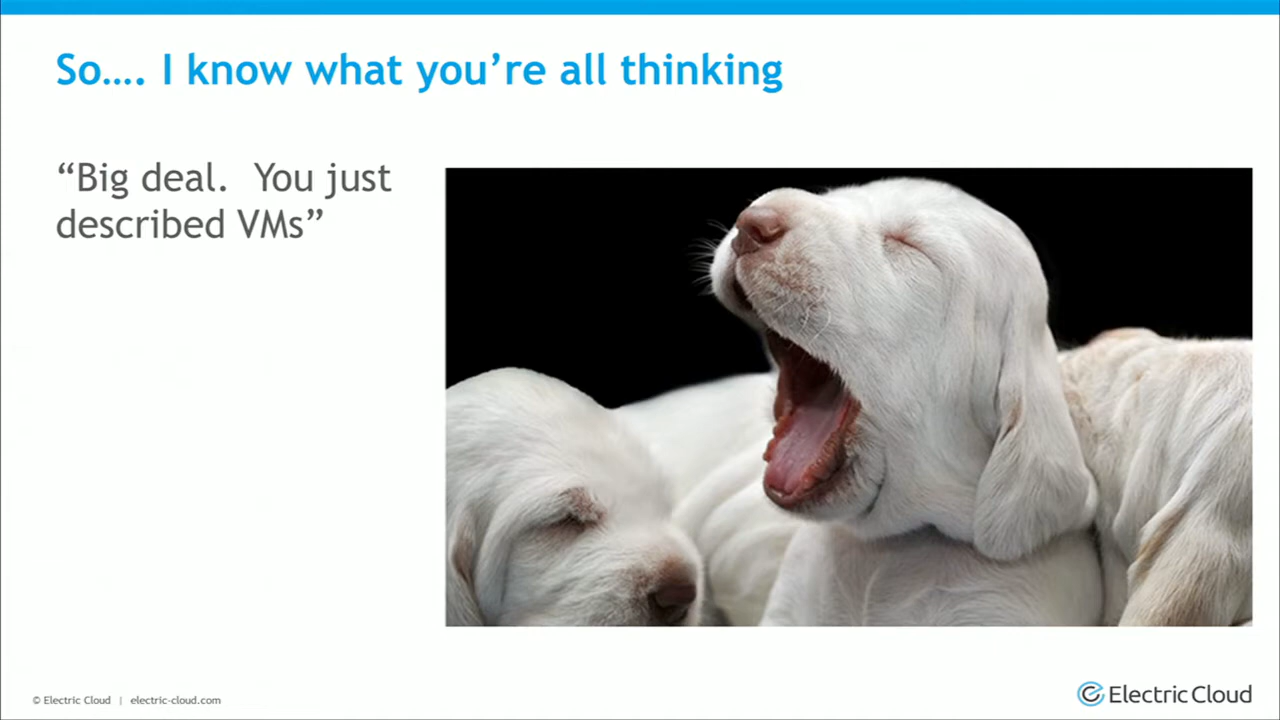 So.... I know what you’re all thinking
“Big deal.  You just
described VMs”
© Electric Cloud | electric-cloud.com
Electric Cloud